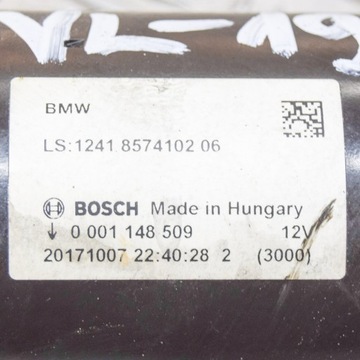 VL-19
BMW
LS:1241 8574102 06
BOSCH Made in Hungary
↓ 0 001 148 509 12V
20171007 22:40:28 2 (3000)